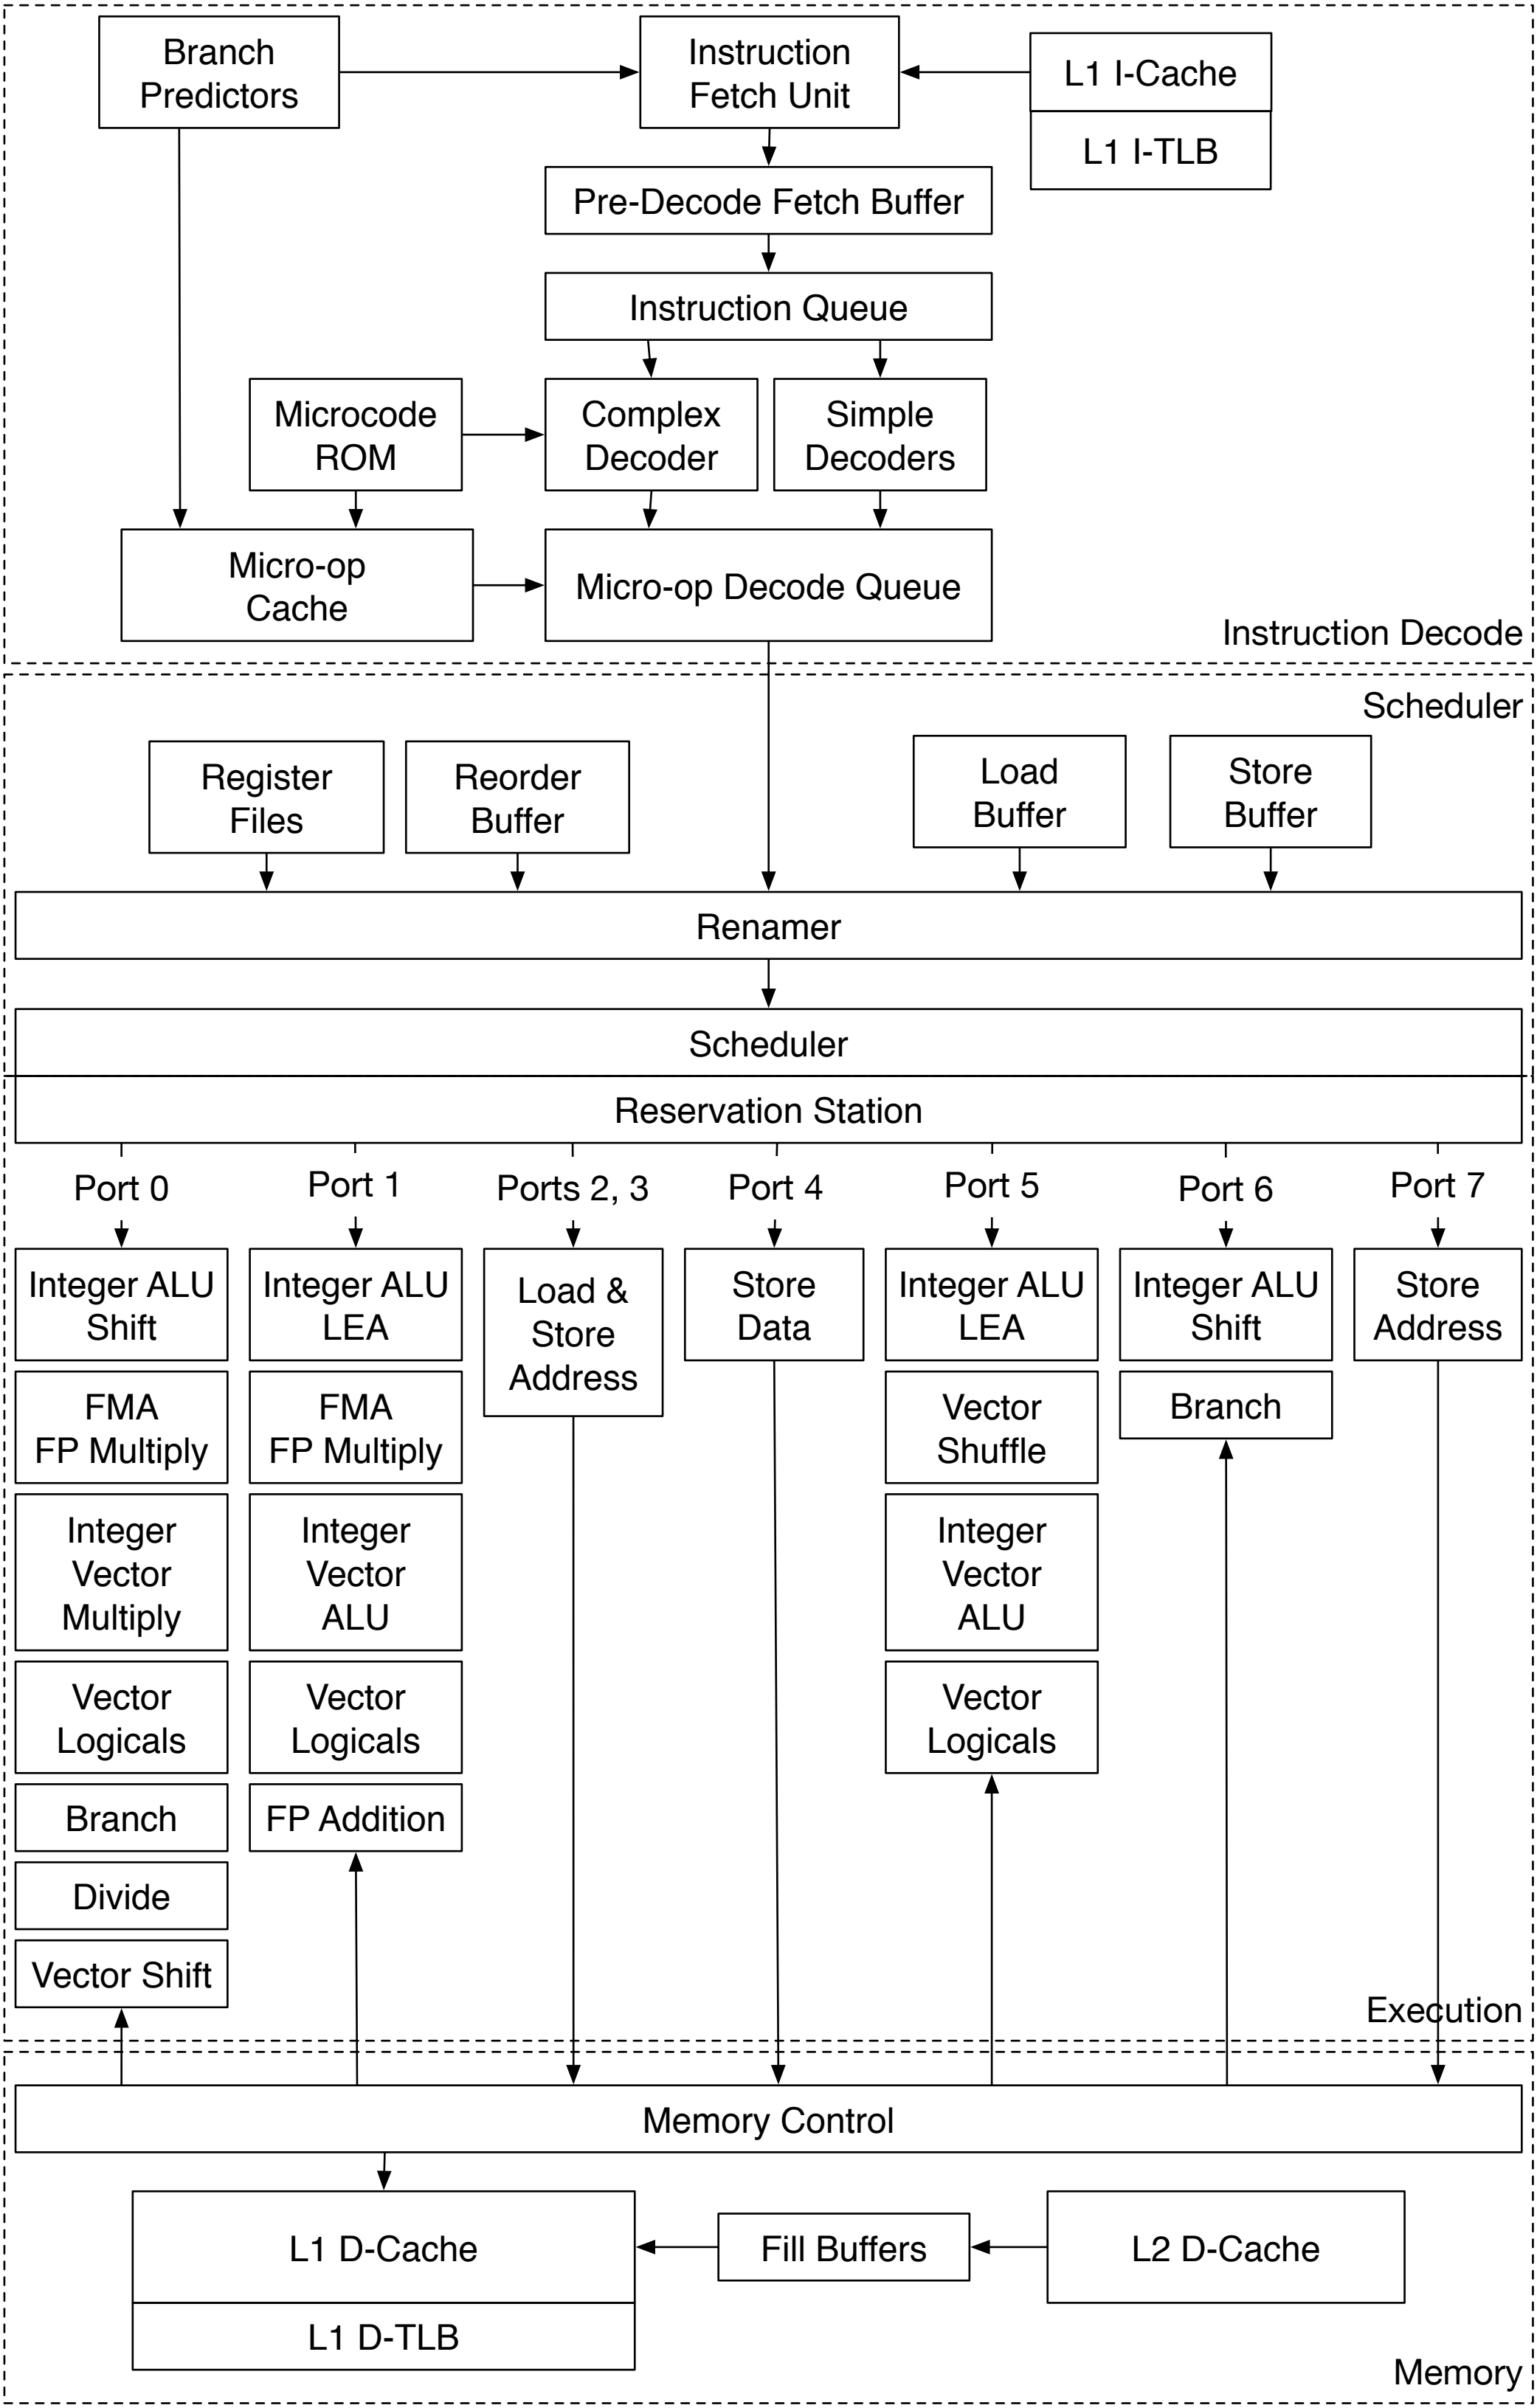 Branch
Predictors
Instruction
Fetch Unit
L1 I-Cache
L1 I-TLB
Pre-Decode Fetch Buffer
Instruction Queue
Microcode
ROM
Complex
Decoder
Simple
Decoders
Micro-op
Cache
Micro-op Decode Queue
Instruction Decode
Scheduler
Register
Files
Reorder
Buffer
Load
Buffer
Store
Buffer
Renamer
Scheduler
Reservation Station
Port 0
Port 1
Ports 2, 3
Port 4
Port 5
Port 6
Port 7
Integer ALU
Shift
FMA
FP Multiply
Integer
Vector
Multiply
Vector
Logicals
Branch
Divide
Vector Shift
Integer ALU
LEA
FMA
FP Multiply
Integer
Vector
ALU
Vector
Logicals
FP Addition
Load &
Store
Address
Store
Data
Integer ALU
LEA
Vector
Shuffle
Integer
Vector
ALU
Vector
Logicals
Integer ALU
Shift
Branch
Store
Address
Execution
Memory Control
L1 D-Cache
L1 D-TLB
Fill Buffers
L2 D-Cache
Memory